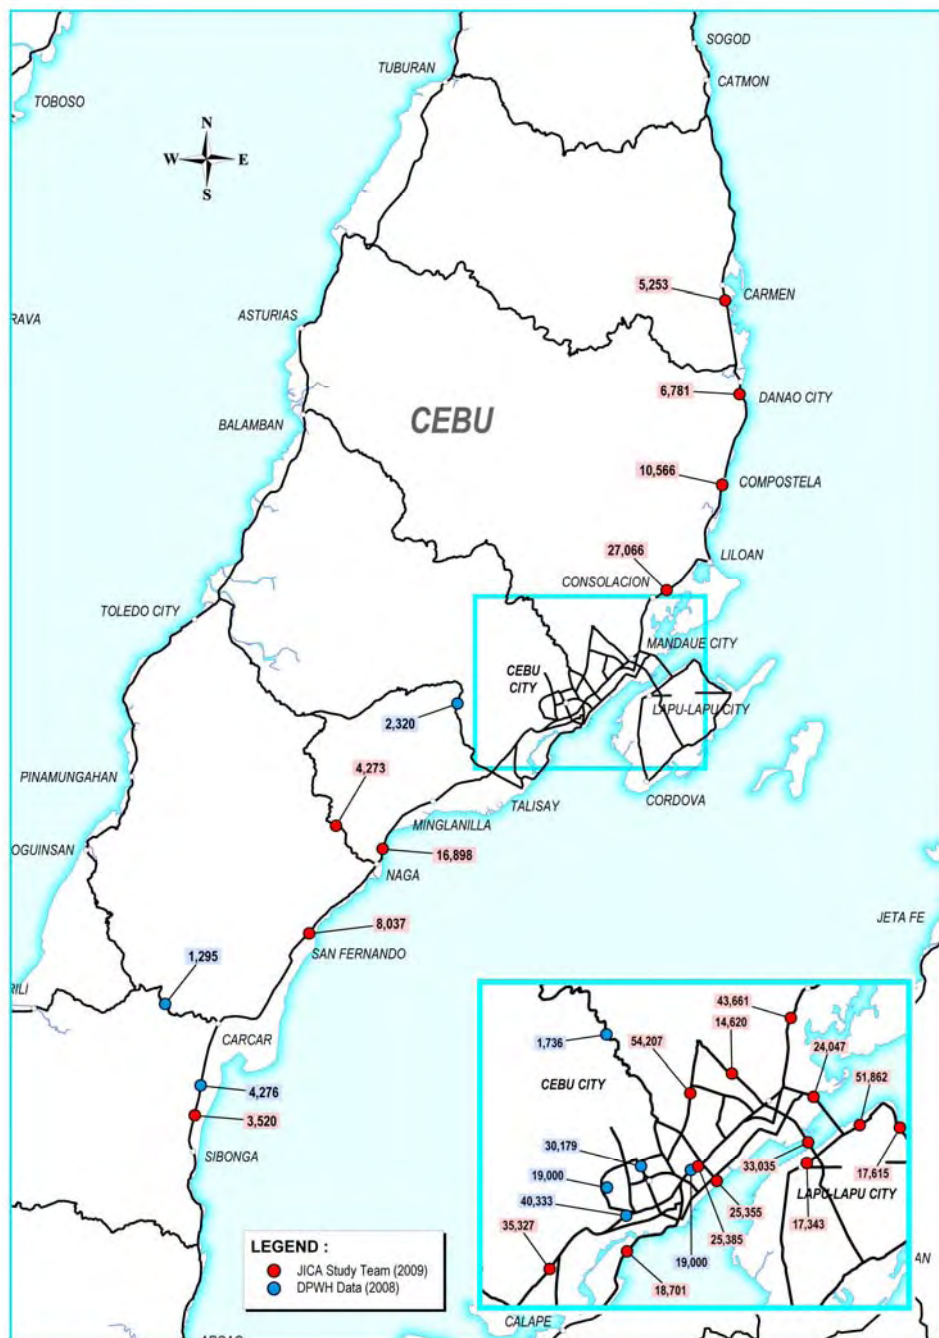 SOGOD
TUBURAN
CATMON
TOBOSO
N
W E
S
5,253
CARMEN
RAVA
ASTURIAS
6,781
DANAO CITY
CEBU
BALAMBAN
10,566
COMPOSTELA
27,066
LILOAN
CONSOLACION
TOLEDO CITY
MANDAUE CITY
CEBU
CITY
LAPU-LAPU CITY
2,320
4,273
PINAMUNGAHAN
TALISAY
CORDOVA
MINGLANILLA
OGUINSAN
16,898
NAGA
JETA FE
8,037
SAN FERNANDO
1,295
RILI
43,661
14,620
CARCAR
1,736
54,207
24,047
CEBU CITY
51,862
4,276
3,520
30,179
SIBONGA
33,035
17,615
19,000
LAPU-LAPU CITY
40,333
25,355
17,343
35,327
25,385
LEGEND :
19,000
AN
JICA Study Team (2009)
18,701
DPWH Data (2008)
CALAPE